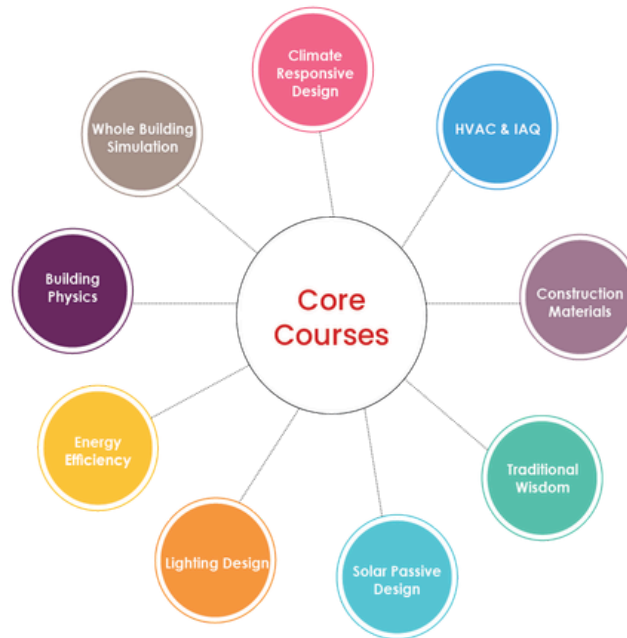 Climate
Responsive
Design
HVAC & IAQ
Construction
Materials
Traditional
Wisdom
Solar Passive
Design
Lighting Design
Energy
Efficiency
Building
Physics
Whole Building
Simulation
Core
Courses